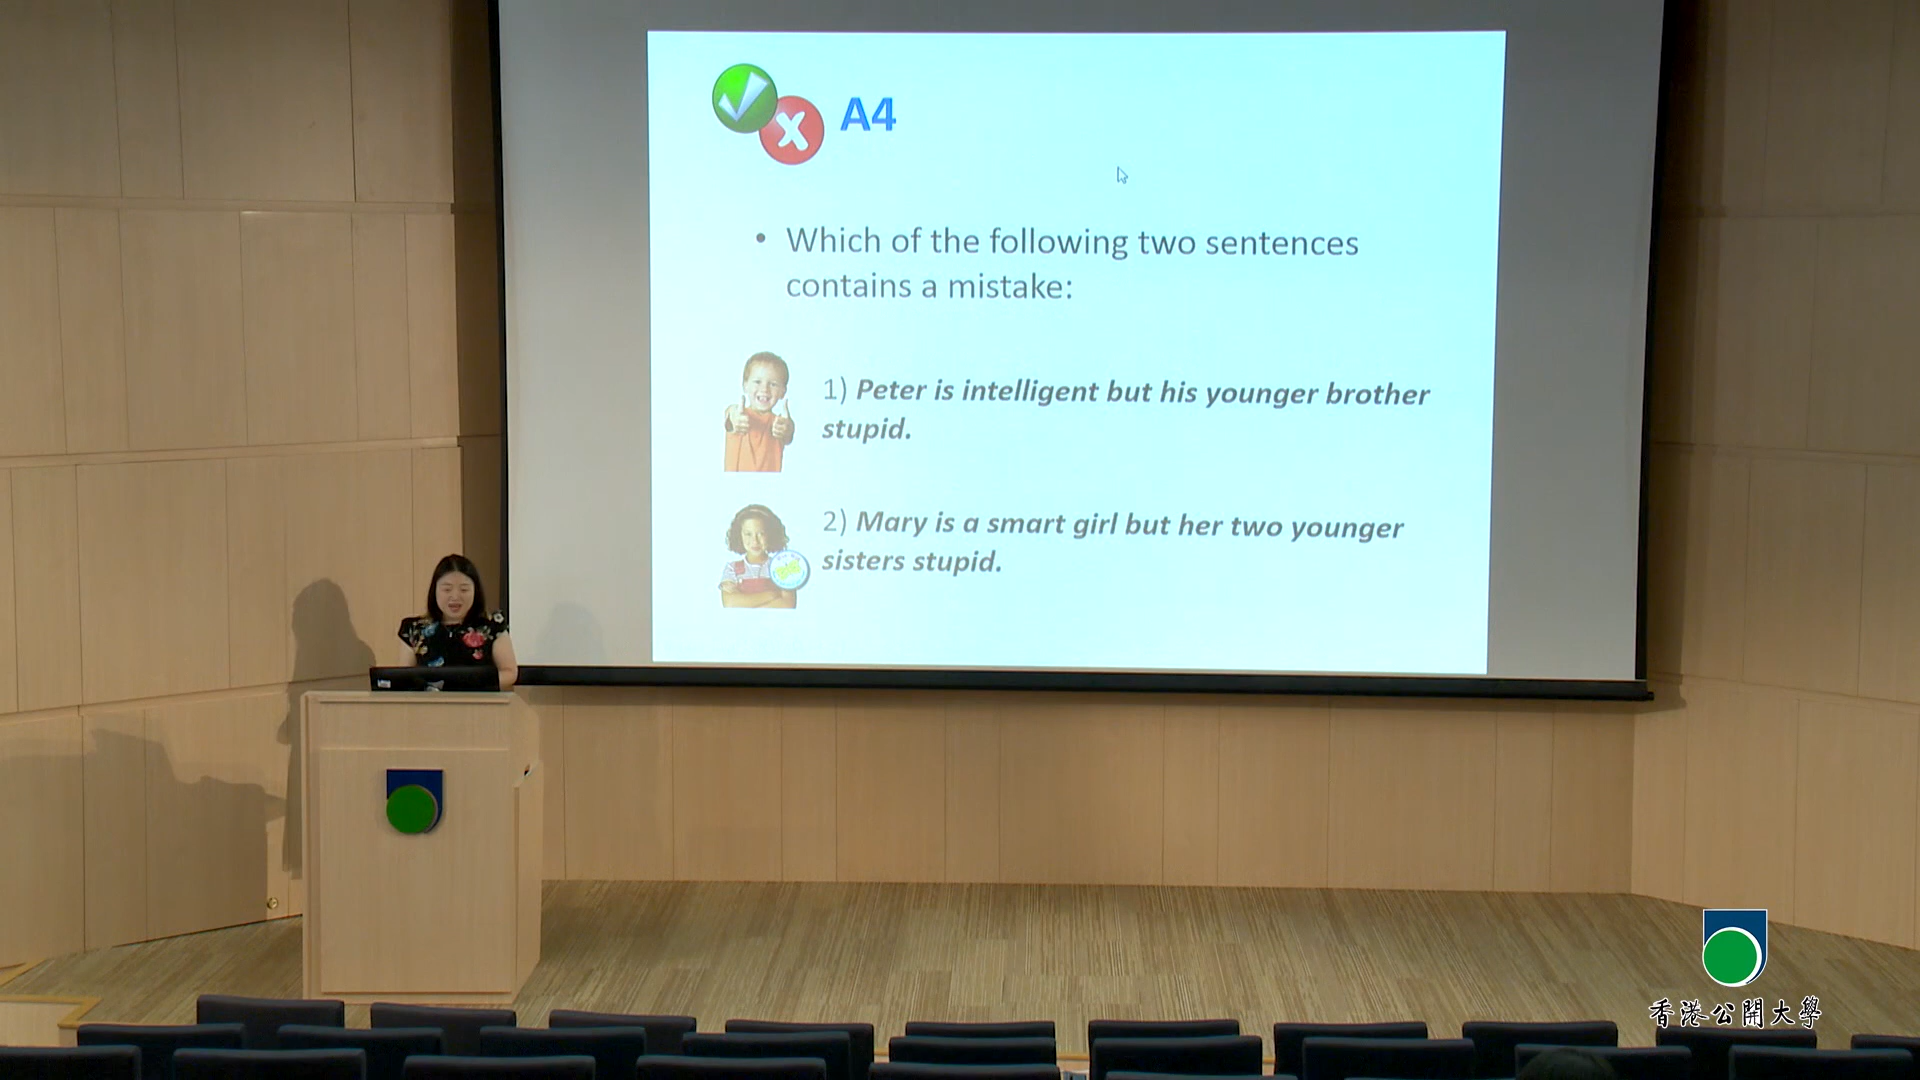 A4
• Which of the following two sentences
contains a mistake:
1) Peter is intelligent but his younger brother
stupid.
2) Mary is a smart girl but her two younger
sisters stupid.
香港公開大學